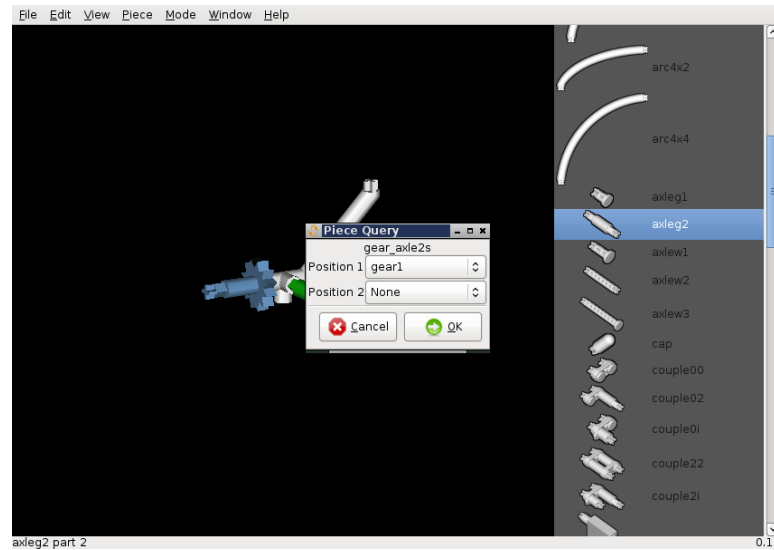 File Edit View Piece Mode Window Help
arc4x2
arc4x4
axleg1
axleg2
axlew1
axlew2
axlew3
cap
couple00
couple02
couple0i
couple22
couple2i
Piece Query
gear_axle2s
Position 1 gear1
Position 2 None
Cancel OK
axleg2 part 2 0.1